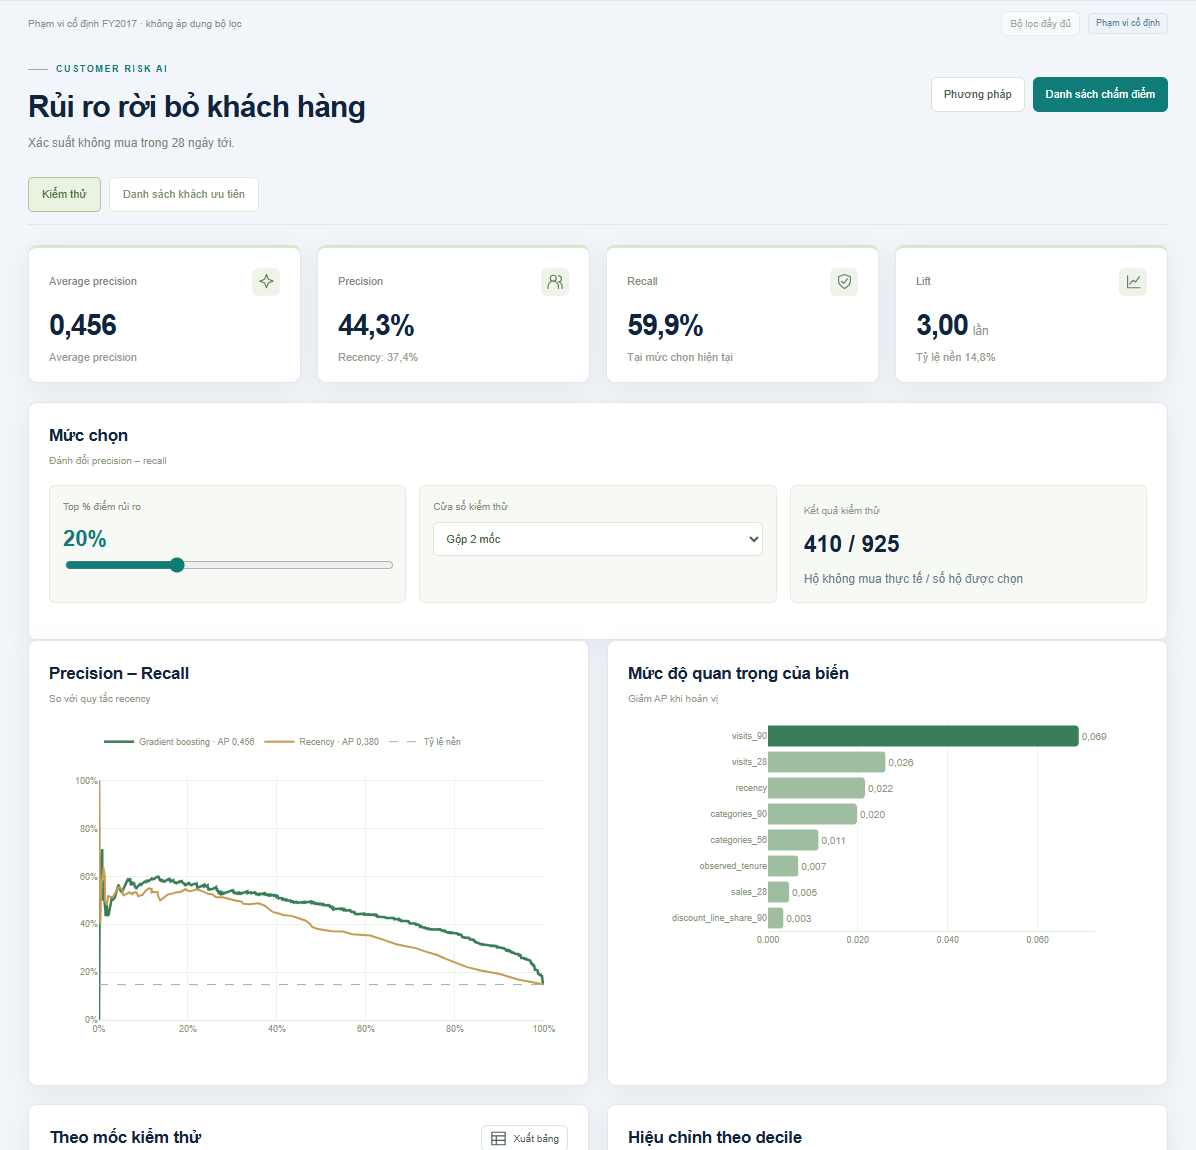 Phạm vi cố định FY2017 · không áp dụng bộ lọc
Bộ lọc đầy đủ
Phạm vi cố định
CUSTOMER RISK AI
Rủi ro rời bỏ khách hàng
Xác suất không mua trong 28 ngày tới.
Phương pháp
Danh sách chấm điểm
Kiểm thử
Danh sách khách ưu tiên
Average precision
0,456
Average precision
Precision
44,3%
Recency: 37,4%
Recall
59,9%
Tại mức chọn hiện tại
Lift
3,00 lần
Tỷ lệ nền 14,8%
Mức chọn
Đánh đổi precision – recall
Top % điểm rủi ro
20%
Cửa sổ kiểm thử
Gộp 2 mốc
Kết quả kiểm thử
410 / 925
Hộ không mua thực tế / số hộ được chọn
Precision – Recall
So với quy tắc recency
Gradient boosting · AP 0,456
Recency · AP 0,380
Tỷ lệ nền
100%
80%
60%
40%
20%
0%
0%
20%
40%
60%
80%
100%
Mức độ quan trọng của biến
Giảm AP khi hoán vị
visits_90 0,069
visits_28 0,026
recency 0,022
categories_90 0,020
categories_56 0,011
observed_tenure 0,007
sales_28 0,005
discount_line_share_90 0,003
0.000
0.020
0.040
0.060
Theo mốc kiểm thử
Xuất bảng
Hiệu chỉnh theo decile